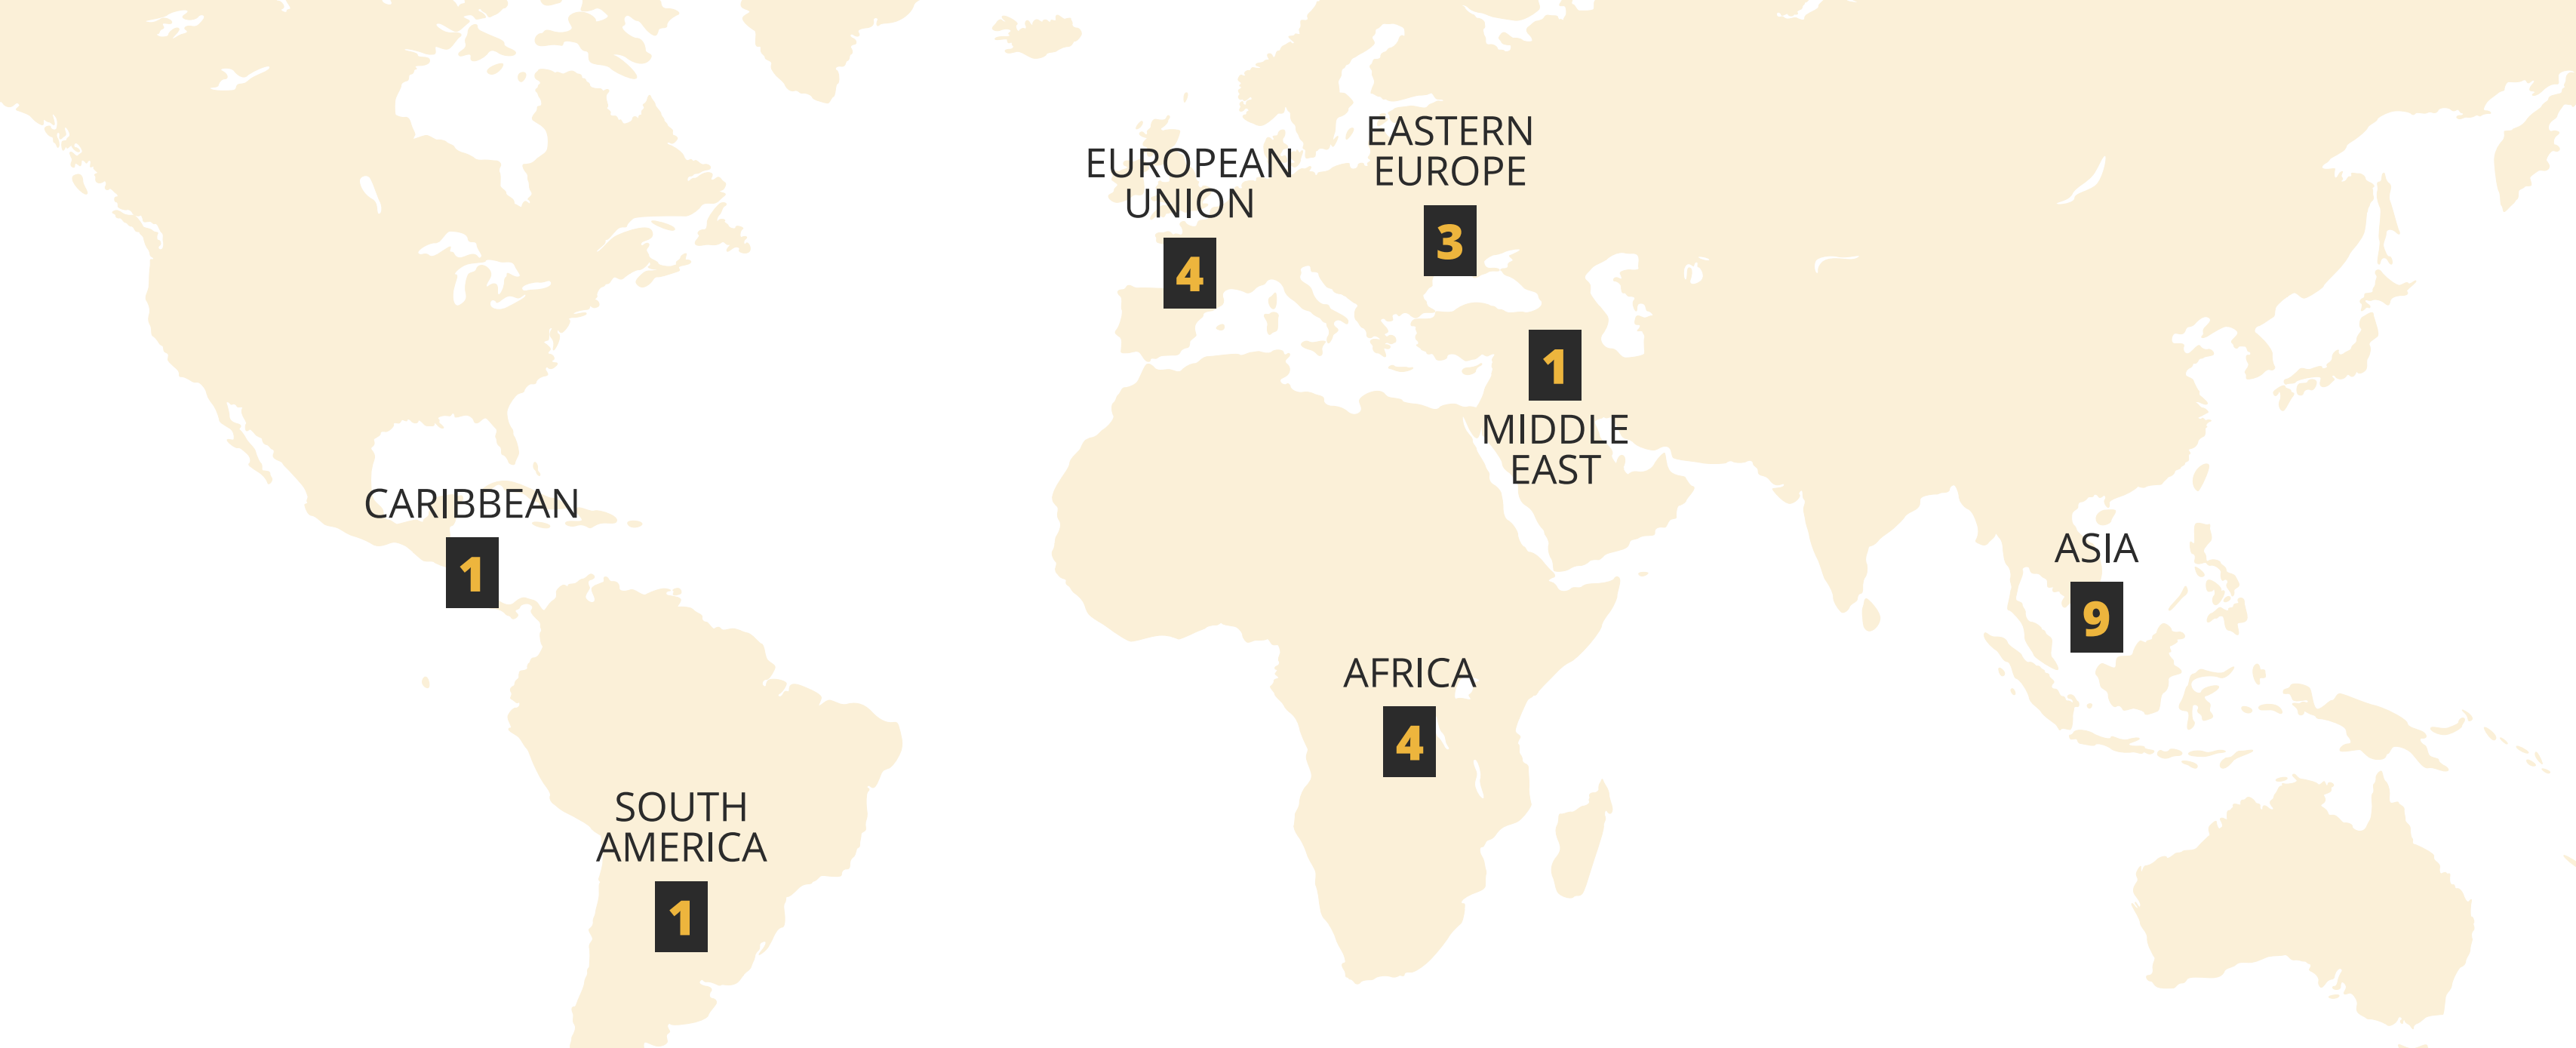 EUROPEAN
UNION
4
EASTERN
EUROPE
3
1
MIDDLE
EAST
CARIBBEAN
1
ASIA
9
AFRICA
4
SOUTH
AMERICA
1